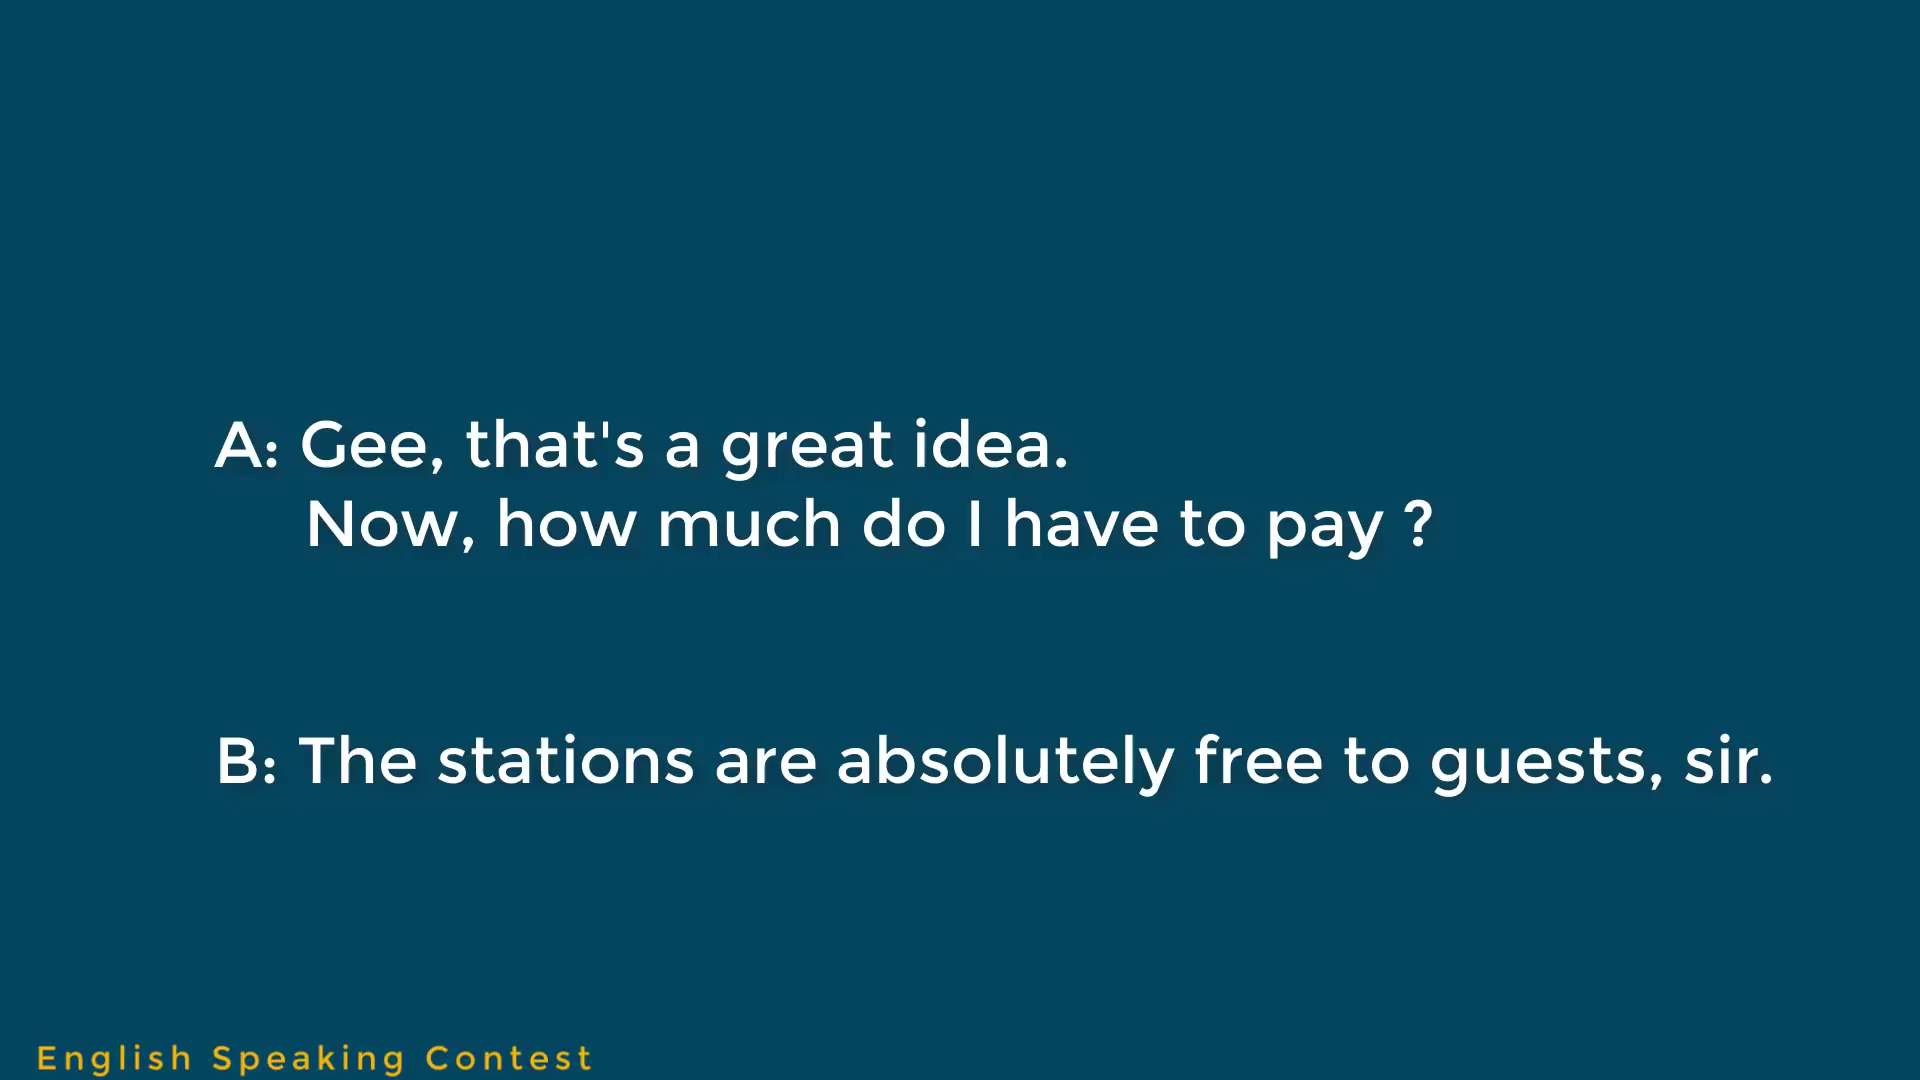 A: Gee, that's a great idea.
Now, how much do I have to pay ?
B: The stations are absolutely free to guests, sir.
English Speaking Contest